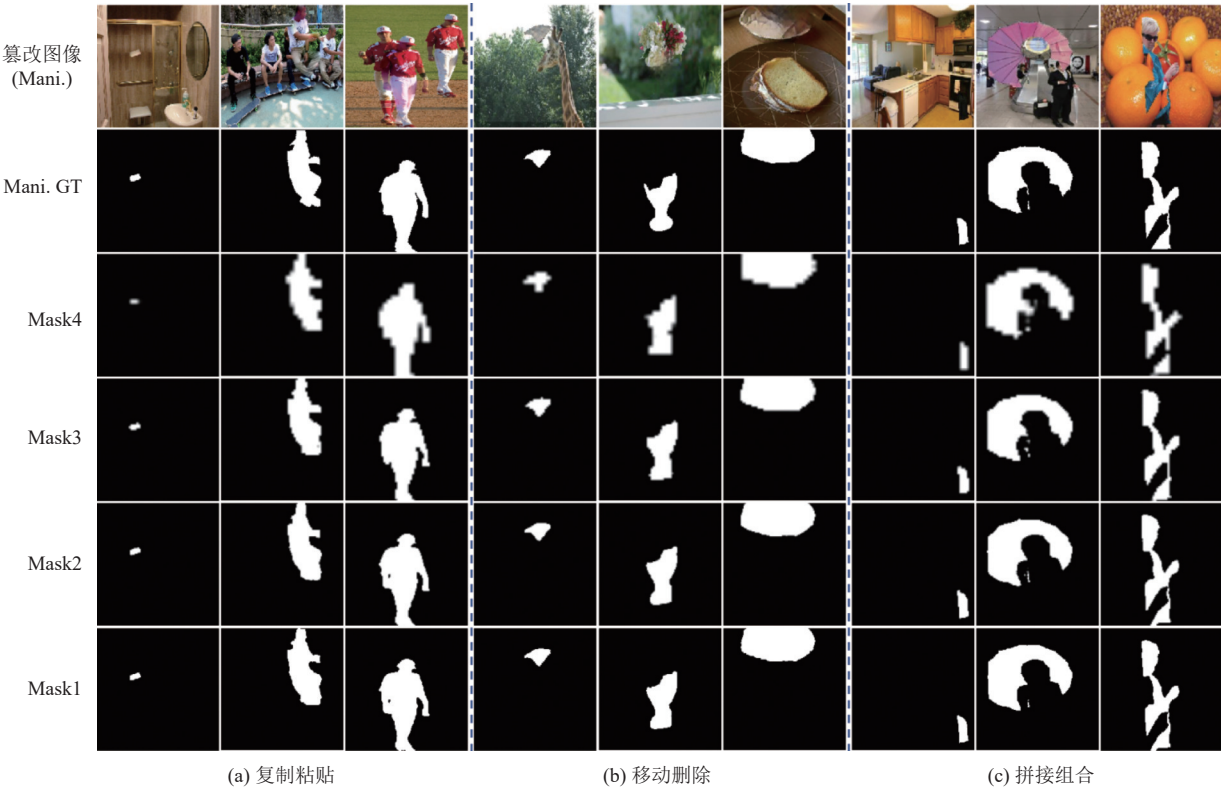 篡改图像
(Mani.)
Mani. GT
Mask4
Mask3
Mask2
Mask1
(a) 复制粘贴
(b) 移动删除
(c) 拼接组合